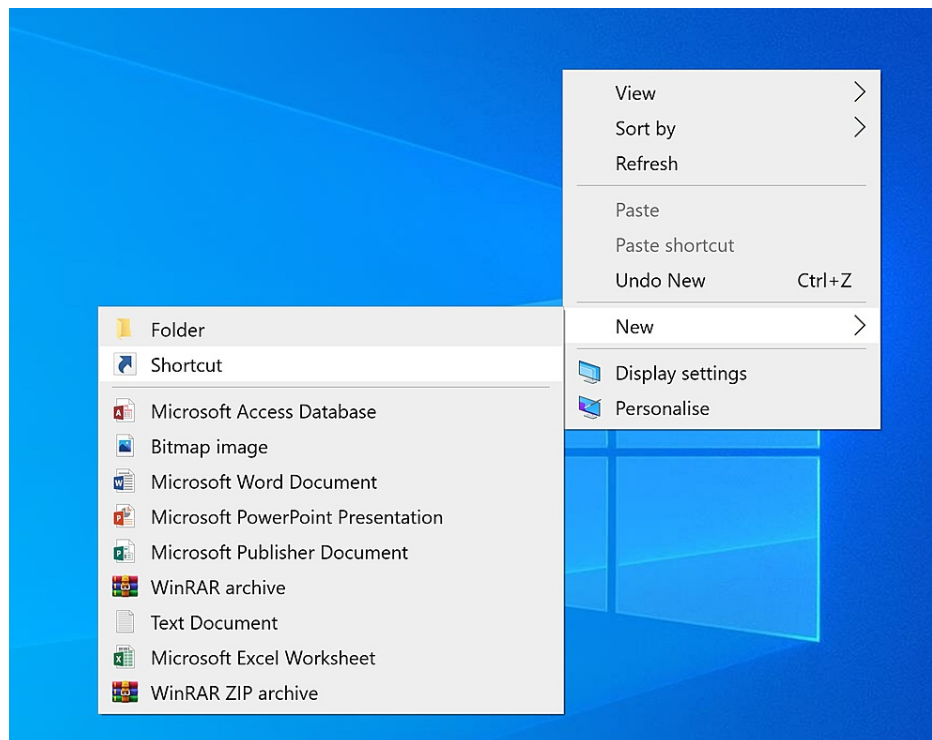 View
Sort by
Refresh
Paste
Paste shortcut
Undo New Ctrl+Z
New
Display settings
Personalise
Folder
Shortcut
Microsoft Access Database
Bitmap image
Microsoft Word Document
Microsoft PowerPoint Presentation
Microsoft Publisher Document
WinRAR archive
Text Document
Microsoft Excel Worksheet
WinRAR ZIP archive